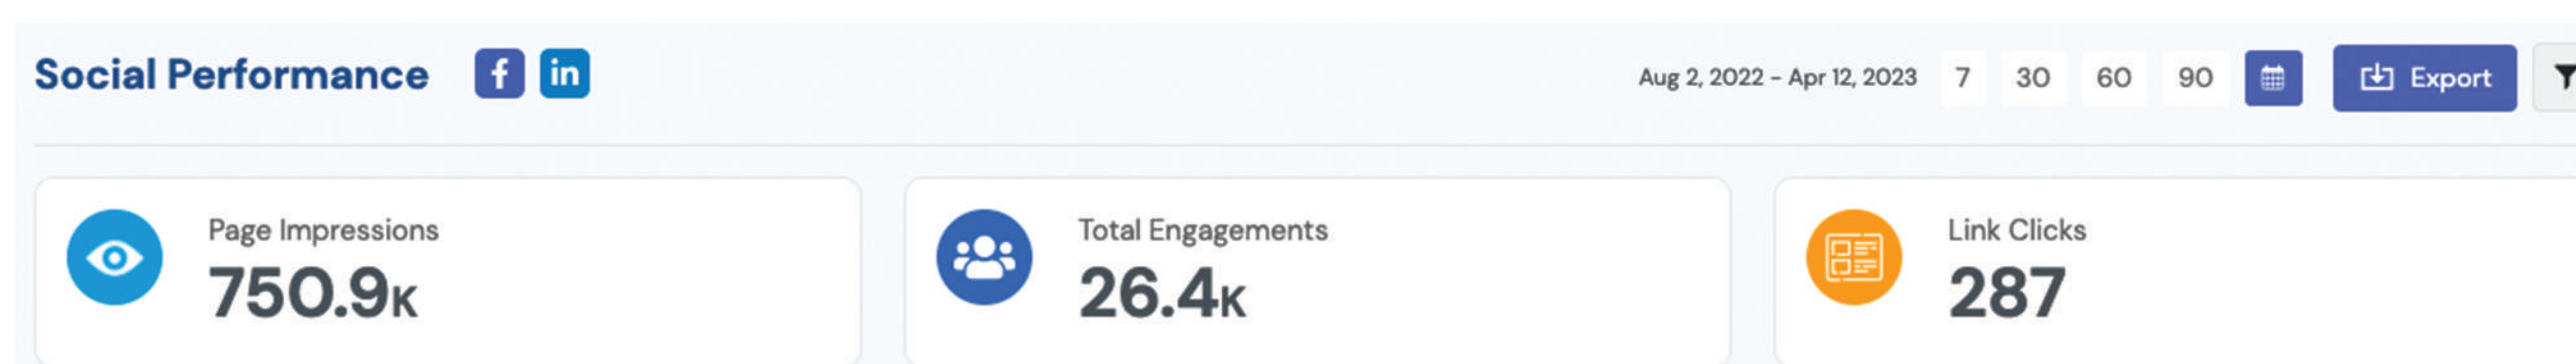 Social Performance f in Aug 2, 2022 - Apr 12, 2023 7 30 60 90 Export
Page Impressions Total Engagements Link Clicks
750.9K 26.4K 287